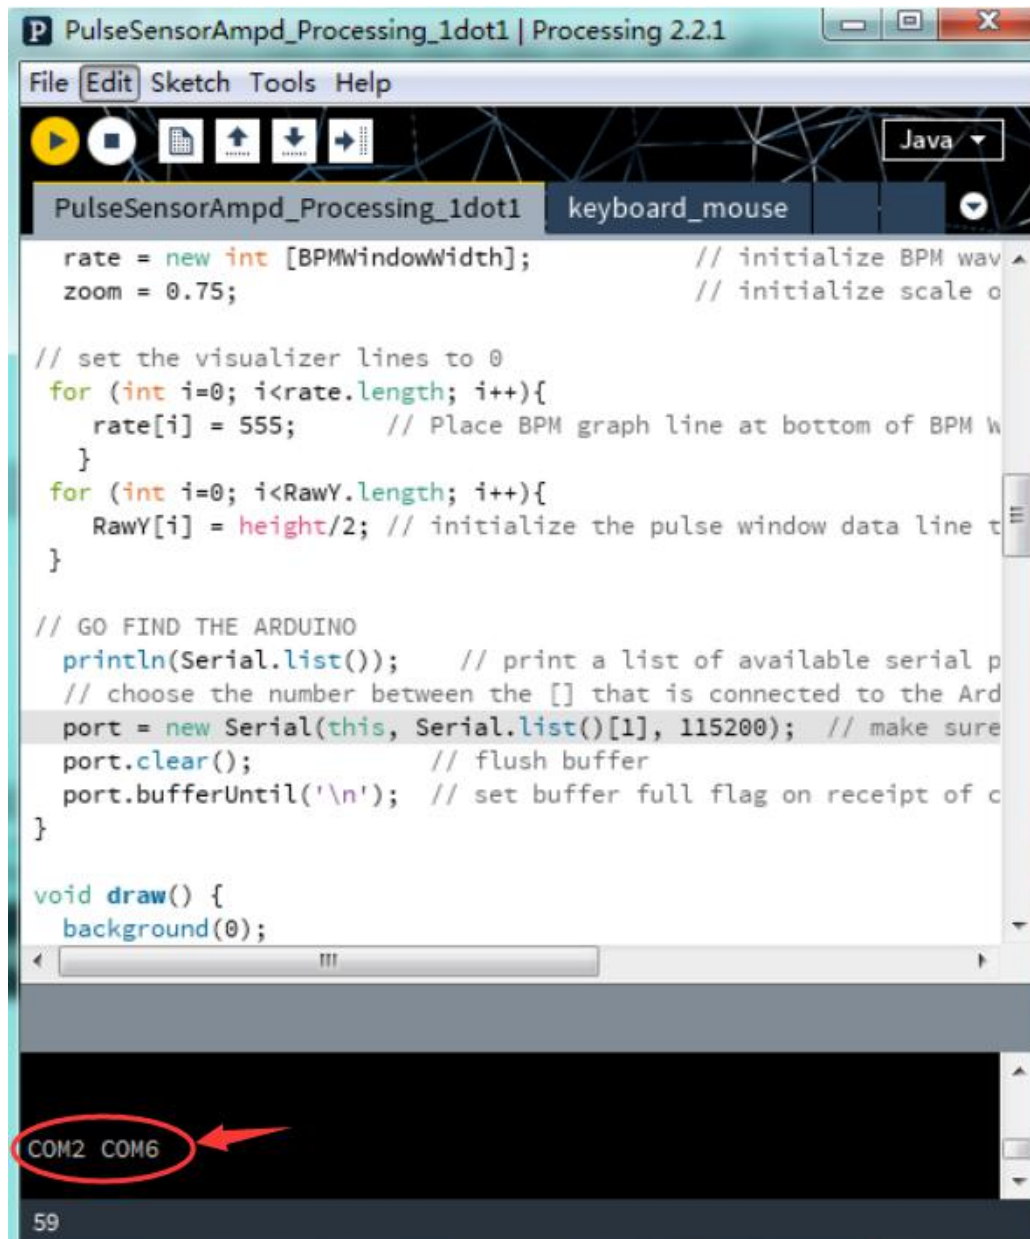 PulseSensorAmpd_Processing_1dot1 | Processing 2.2.1
File Edit Sketch Tools Help
Java
PulseSensorAmpd_Processing_1dot1 keyboard_mouse
rate = new int [BPMWindowWidth]; // initialize BPM wav
zoom = 0.75; // initialize scale o
// set the visualizer lines to 0
for (int i=0; i<rate.length; i++){
rate[i] = 555; // Place BPM graph line at bottom of BPM W
}
for (int i=0; i<RawY.length; i++){
RawY[i] = height/2; // initialize the pulse window data line t
}
// GO FIND THE ARDUINO
println(Serial.list()); // print a list of available serial p
// choose the number between the [] that is connected to the Ard
port = new Serial(this, Serial.list()[1], 115200); // make sure
port.clear(); // flush buffer
port.bufferUntil('\n'); // set buffer full flag on receipt of c
}
void draw() {
background(0);
COM2 COM6
59